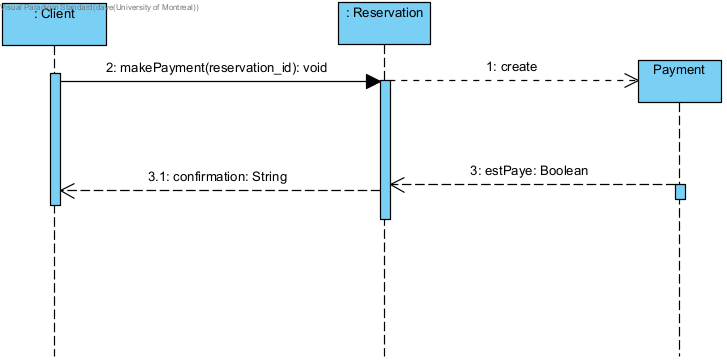 Visual Paradigm Standard(dave(University of Montreal))
: Client
: Reservation
Payment
2: makePayment(reservation_id): void
1: create
3.1: confirmation: String
3: estPaye: Boolean